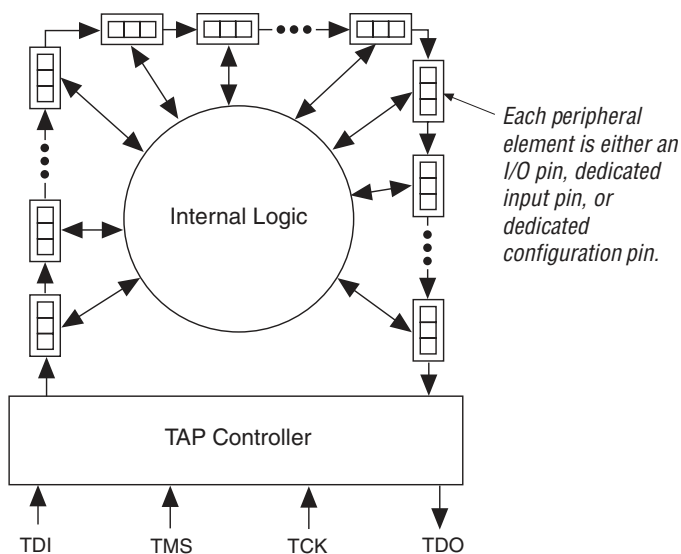 Each peripheral
element is either an
I/O pin, dedicated
input pin, or
dedicated
configuration pin.
Internal Logic
TAP Controller
TDI
TMS
TCK
TDO